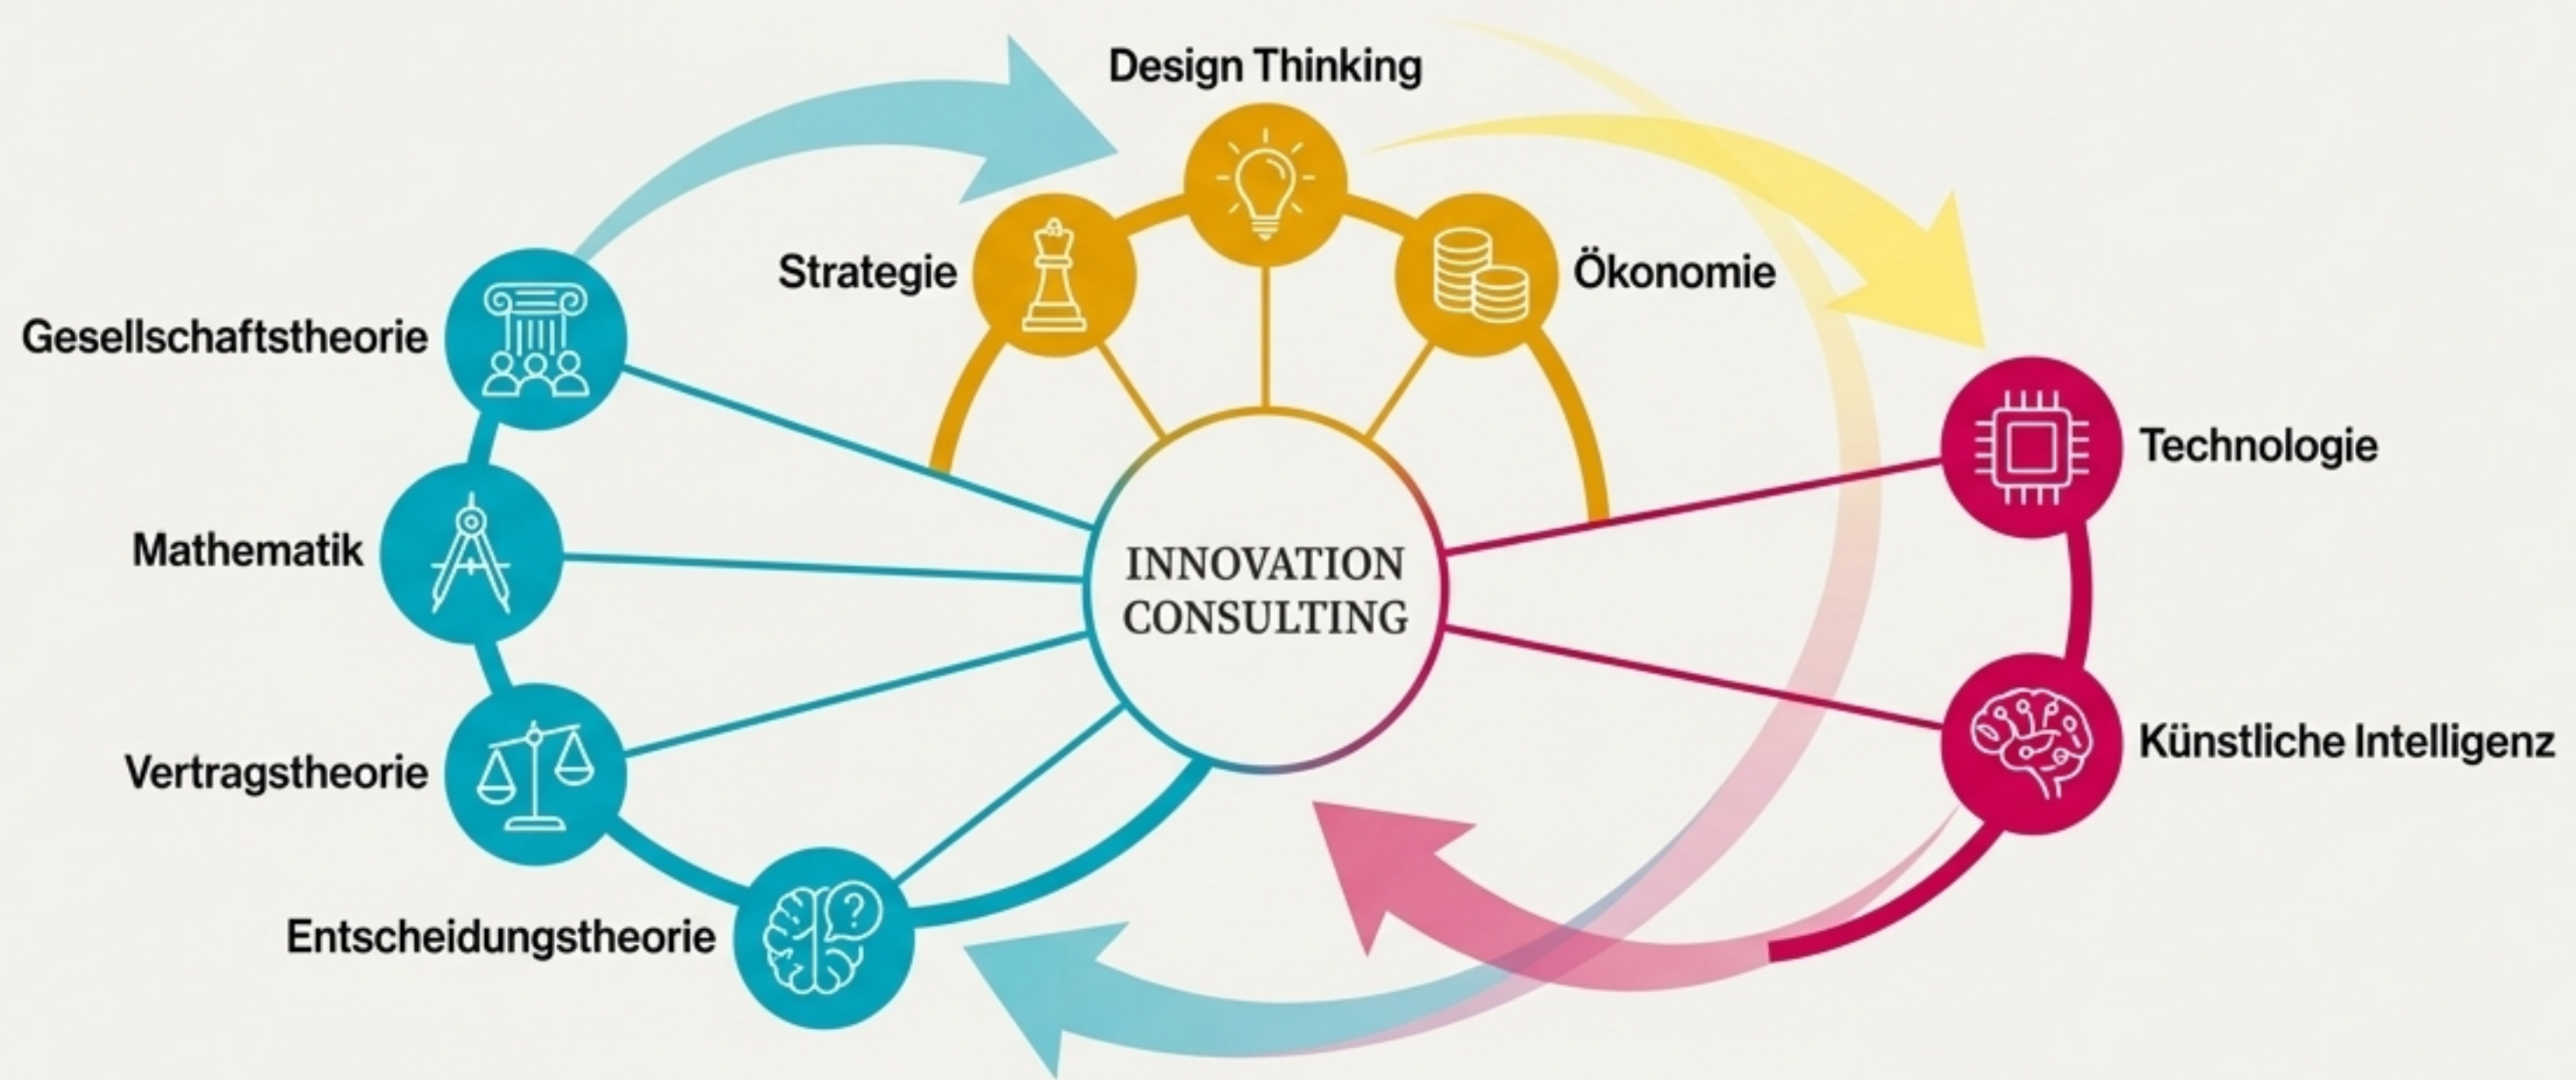 Design Thinking
Strategie
Ökonomie
Gesellschaftstheorie
Technologie
Mathematik
INNOVATION
CONSULTING
Vertragstheorie
Künstliche Intelligenz
Entscheidungstheorie
?